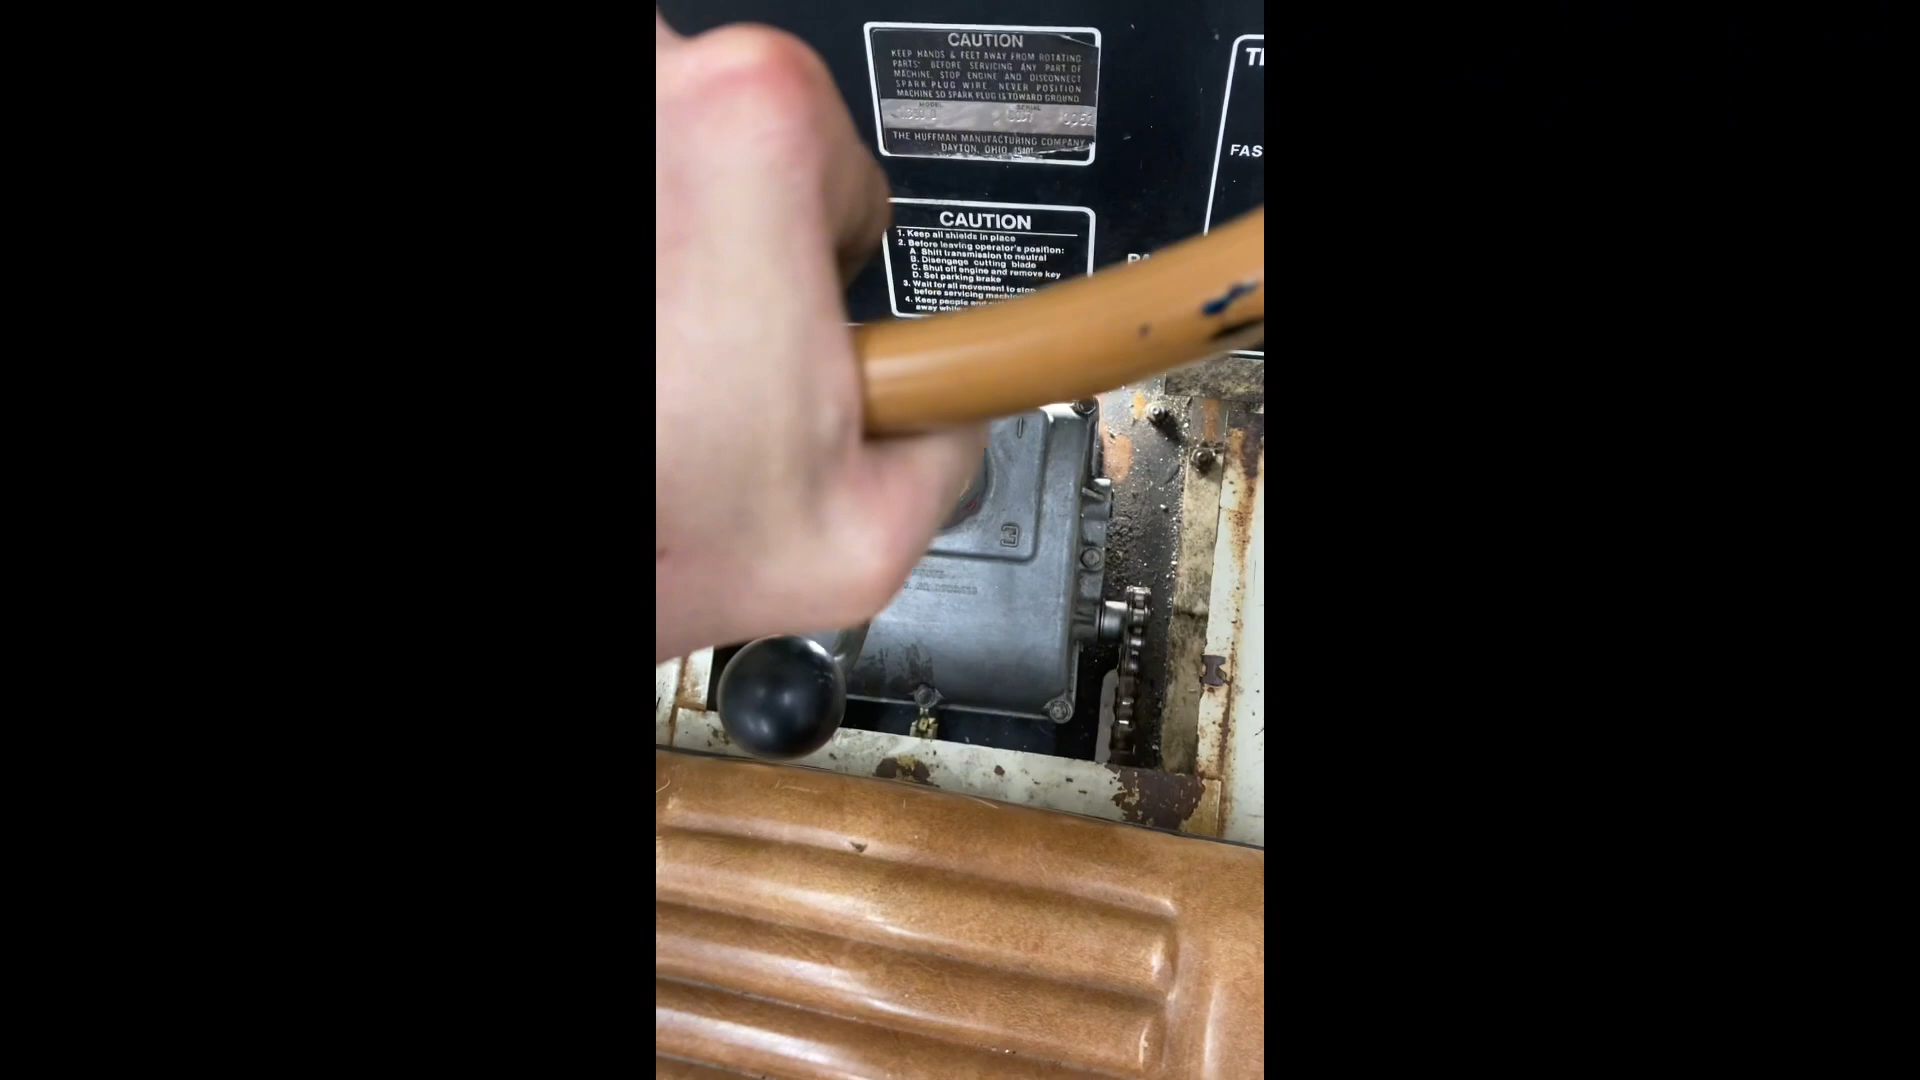 CAUTION
KEEP HANDS & FEET AWAY FROM ROTATING
PARTS. BEFORE SERVICING ANY PART OF
MACHINE, STOP ENGINE AND DISCONNECT
SPARK PLUG WIRE. NEVER POSITION
MACHINE SO SPARK PLUG IS TOWARD GROUND.
MODEL SERIAL
THE HUFFMAN MANUFACTURING COMPANY
DAYTON, OHIO 45401
CAUTION
1. Keep all shields in place
2. Before leaving operator's position:
A. Shift transmission to neutral
B. Disengage cutting blade
C. Shut off engine and remove key
D. Set parking brake
3. Wait for all movement to stop
before servicing
4. Keep people and
away
FAS
1
3